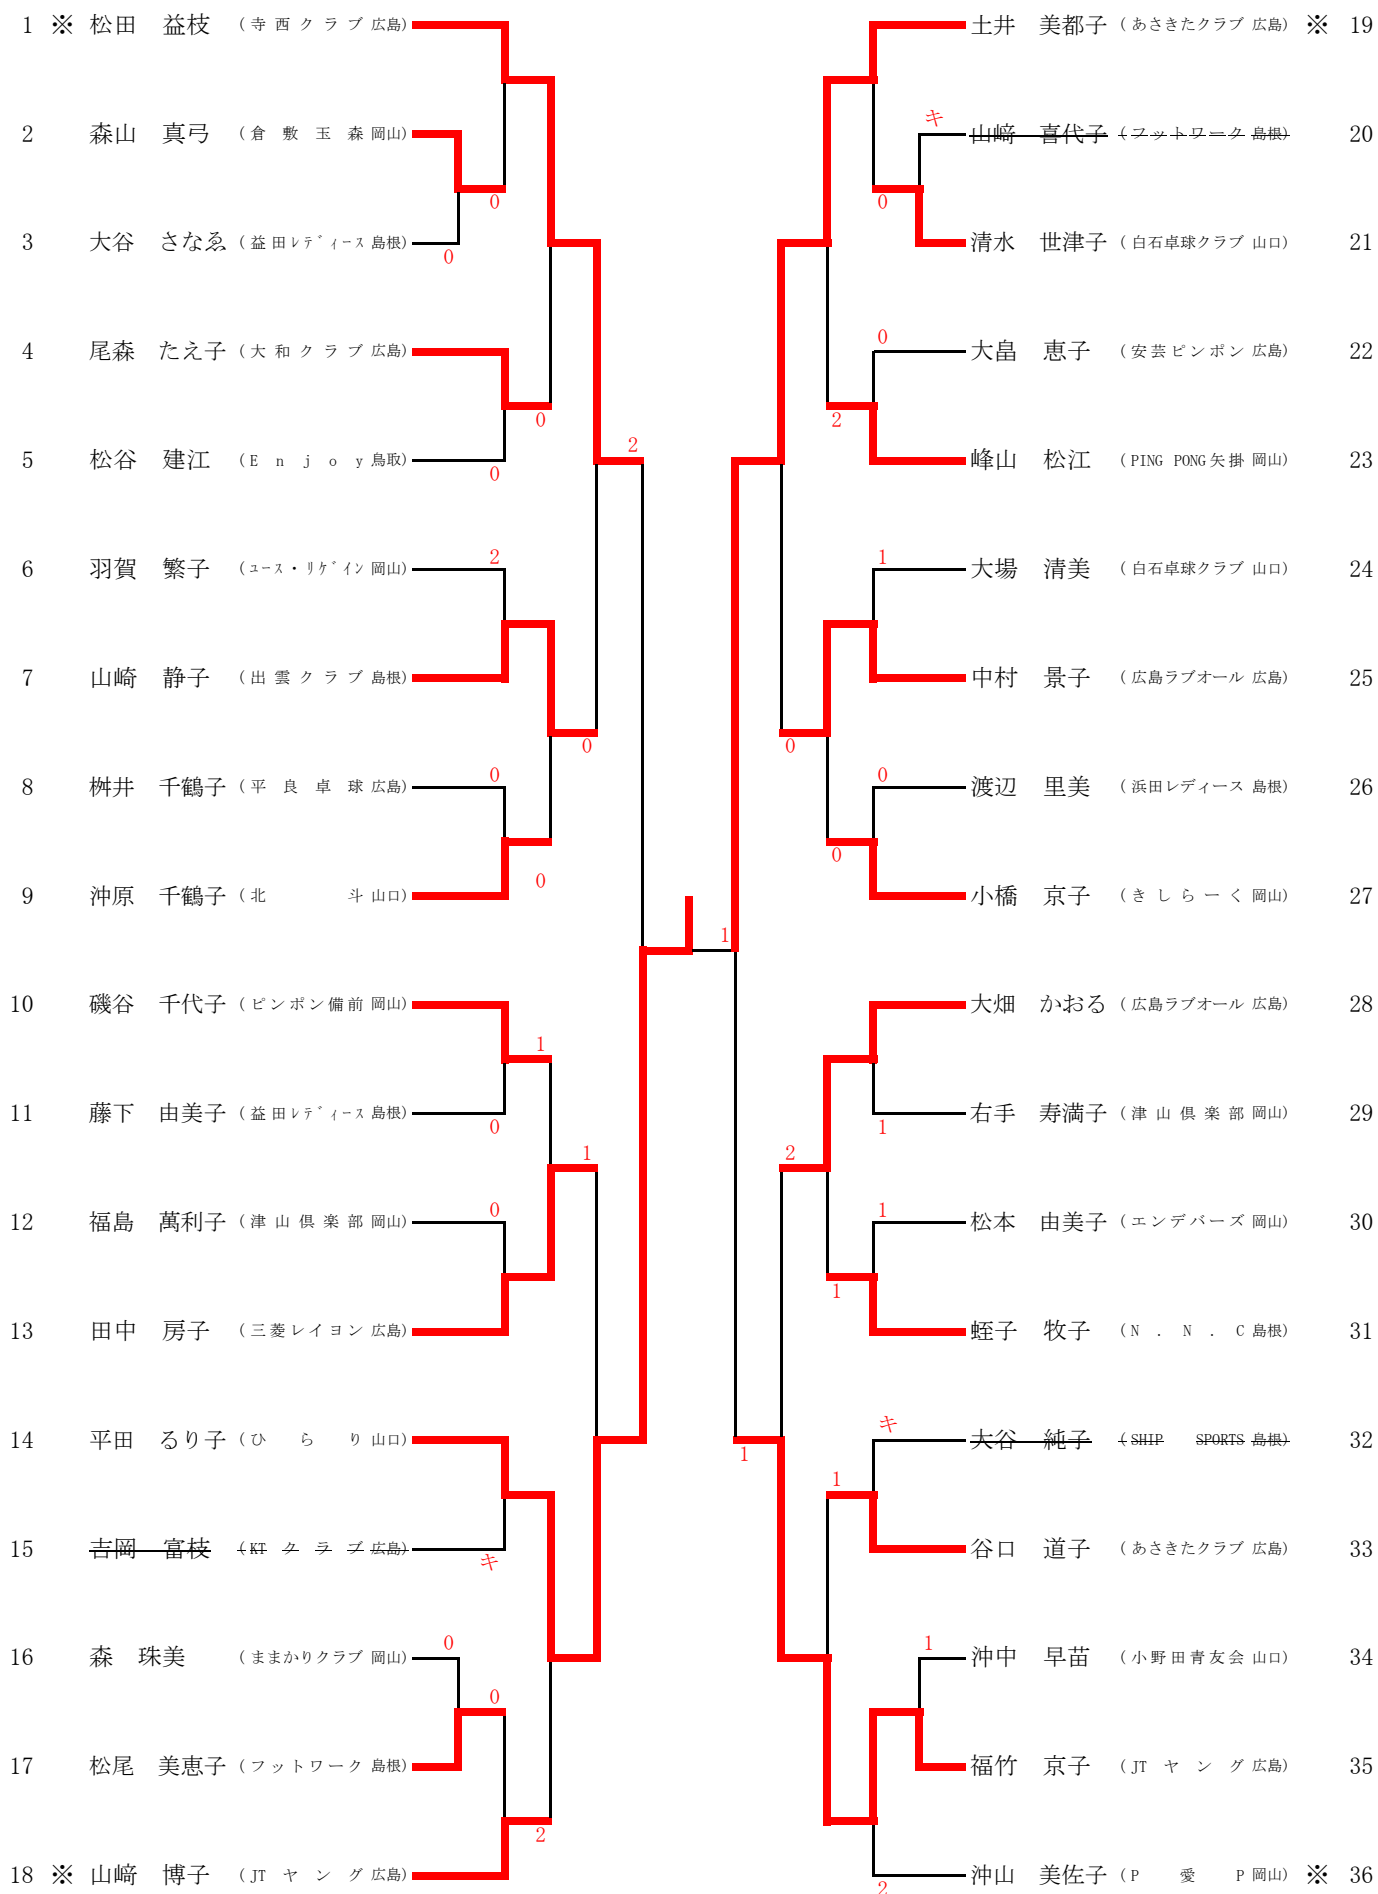 1 ※ 松田 益枝 (寺西クラブ 広島)
2 森山 真弓 (倉敷玉森 岡山)
0
3 大谷 さなゑ (益田ﾚﾃﾞｨｰｽ 島根)
0
4 尾森 たえ子 (大和クラブ 広島)
0
5 松谷 建江 (Enjoy 鳥取)
0
2
6 羽賀 繁子 (ﾕｰｽ・ﾘｹﾞｲﾝ 岡山)
2
7 山崎 静子 (出雲クラブ 島根)
0
8 桝井 千鶴子 (平良卓球 広島)
0
9 沖原 千鶴子 (北斗 山口)
0
10 磯谷 千代子 (ピンポン備前 岡山)
1
11 藤下 由美子 (益田ﾚﾃﾞｨｰｽ 島根)
0
1
12 福島 萬利子 (津山倶楽部 岡山)
0
13 田中 房子 (三菱レイヨン 広島)
14 平田 るり子 (ひらり 山口)
15 吉岡 富枝 (KTクラブ 広島)
キ
16 森 珠美 (ままかりクラブ 岡山)
0
0
17 松尾 美恵子 (フットワーク 島根)
2
18 ※ 山﨑 博子 (JTヤング 広島)
土井 美都子 (あさきたクラブ 広島) ※ 19
キ
山﨑 喜代子 (フットワーク 島根) 20
0
清水 世津子 (白石卓球クラブ 山口) 21
0
大畠 恵子 (安芸ピンポン 広島) 22
2
峰山 松江 (PING PONG矢掛 岡山) 23
1
大場 清美 (白石卓球クラブ 山口) 24
中村 景子 (広島ラブオール 広島) 25
0
0
渡辺 里美 (浜田レディース 島根) 26
0
小橋 京子 (きしらーく 岡山) 27
1
大畑 かおる (広島ラブオール 広島) 28
右手 寿満子 (津山倶楽部 岡山) 29
1
2
1
松本 由美子 (エンデバーズ 岡山) 30
1
蛭子 牧子 (N.N.C 島根) 31
キ
大谷 純子 (SHIP SPORTS 島根) 32
1
1
谷口 道子 (あさきたクラブ 広島) 33
1
沖中 早苗 (小野田青友会 山口) 34
福竹 京子 (JTヤング 広島) 35
沖山 美佐子 (P愛P 岡山) ※ 36
2